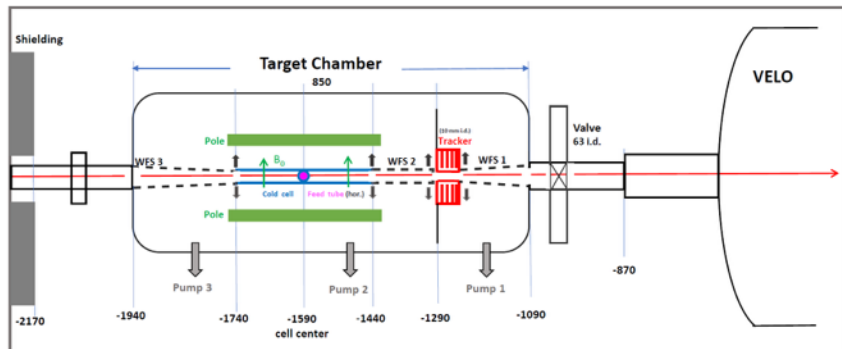 Shielding
Target Chamber
850
VELO
Pole
(10 mm i.d.)
Tracker
Valve
63 i.d.
WFS 3
B₀
WFS 2
WFS 1
Cold cell
Feed tube (hor.)
Pole
Pump 3
Pump 2
Pump 1
-870
-2170
-1940
-1740
-1590
-1440
-1290
-1090
cell center